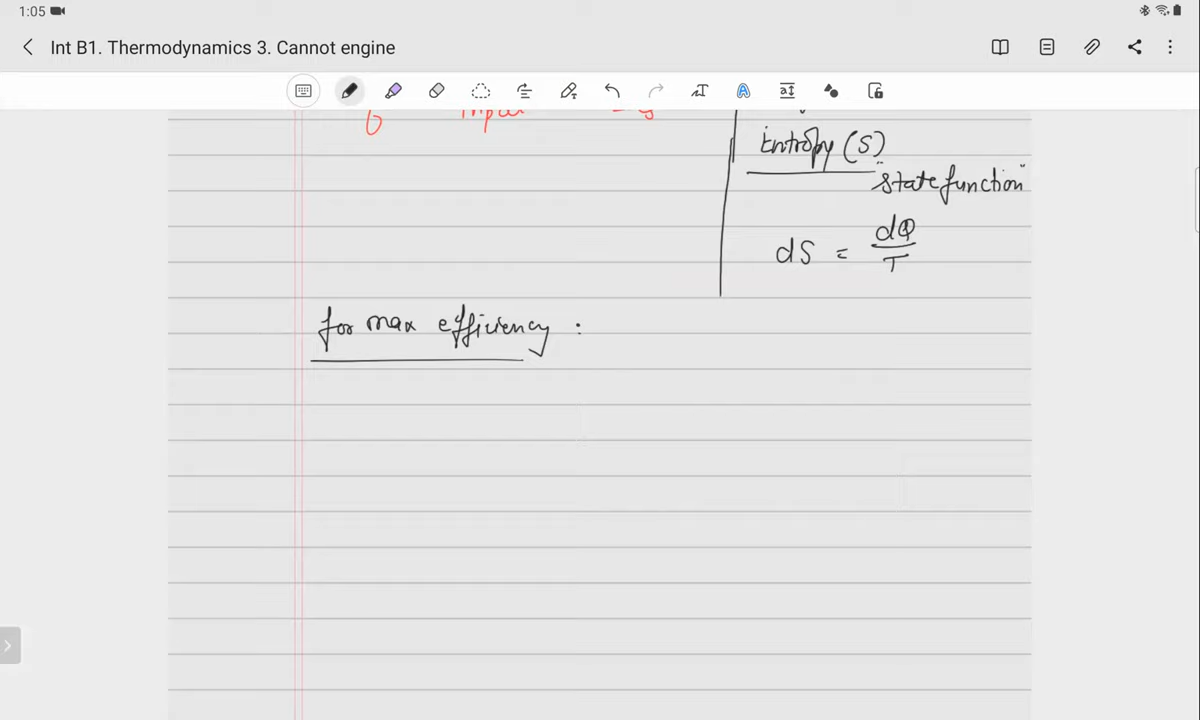 1:05
Int B1. Thermodynamics 3. Cannot engine
Entropy (S)
"state function"
dS = dQ/T
for max efficiency :